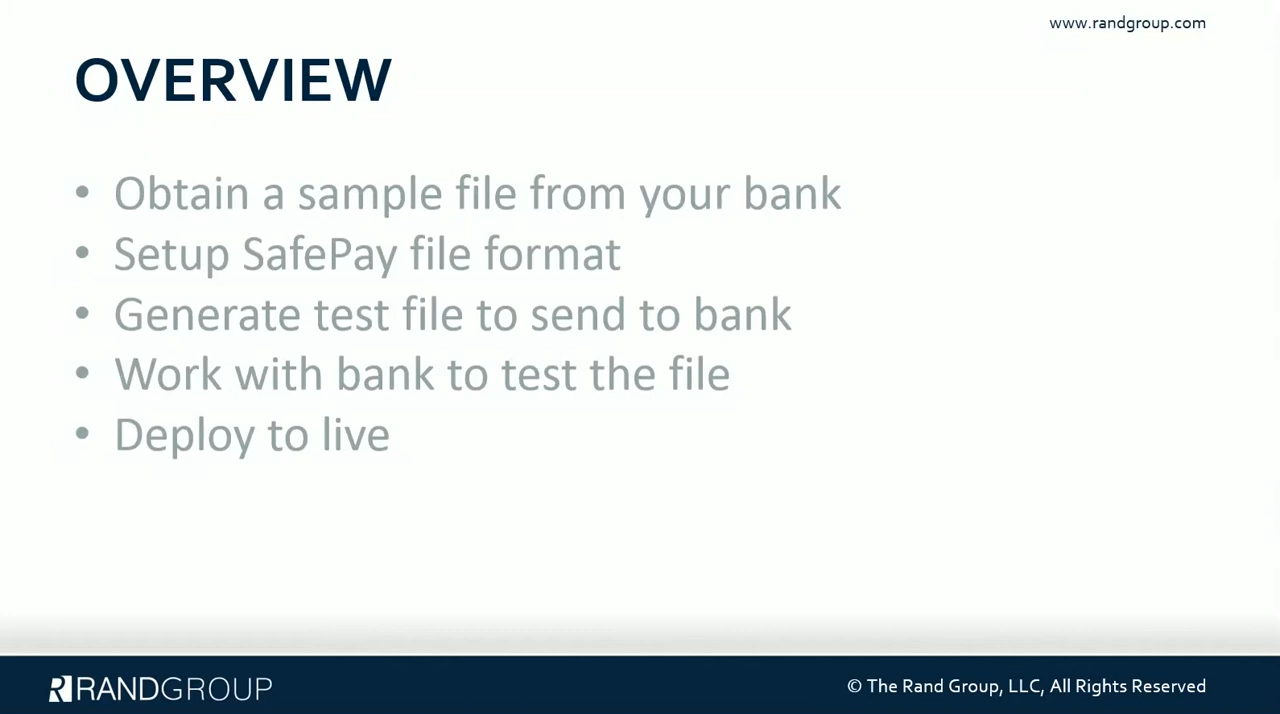 www.randgroup.com
OVERVIEW
• Obtain a sample file from your bank
• Setup SafePay file format
• Generate test file to send to bank
• Work with bank to test the file
• Deploy to live
RANDGROUP
© The Rand Group, LLC, All Rights Reserved